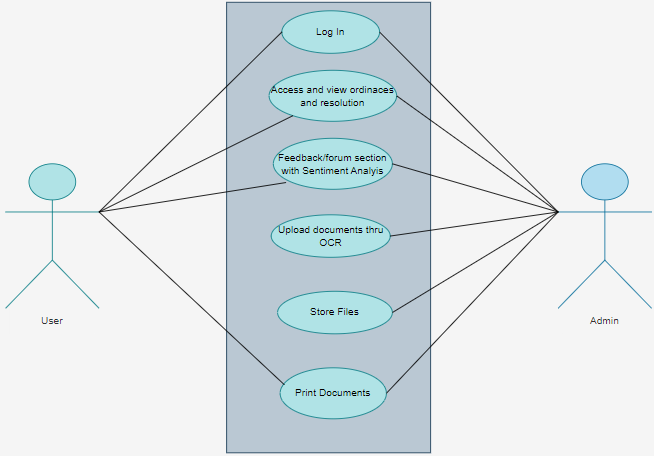 Log In
Access and view ordinaces
and resolution
Feedback/forum section
with Sentiment Analyis
Upload documents thru
OCR
Store Files
Print Documents
User
Admin